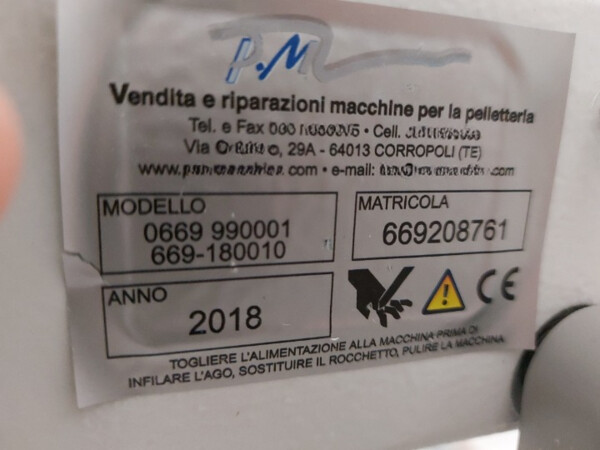 P.M
Vendita e riparazioni macchine per la pelletteria
Tel. e Fax • Cell.
Via , 29A - 64013 CORROPOLI (TE)
www. .com • e-mail: .com
MODELLO
0669 990001
669-180010
MATRICOLA
669208761
ANNO
2018
CE
TOGLIERE L'ALIMENTAZIONE ALLA MACCHINA PRIMA DI
INFILARE L'AGO, SOSTITUIRE IL ROCCHETTO, PULIRE LA MACCHINA